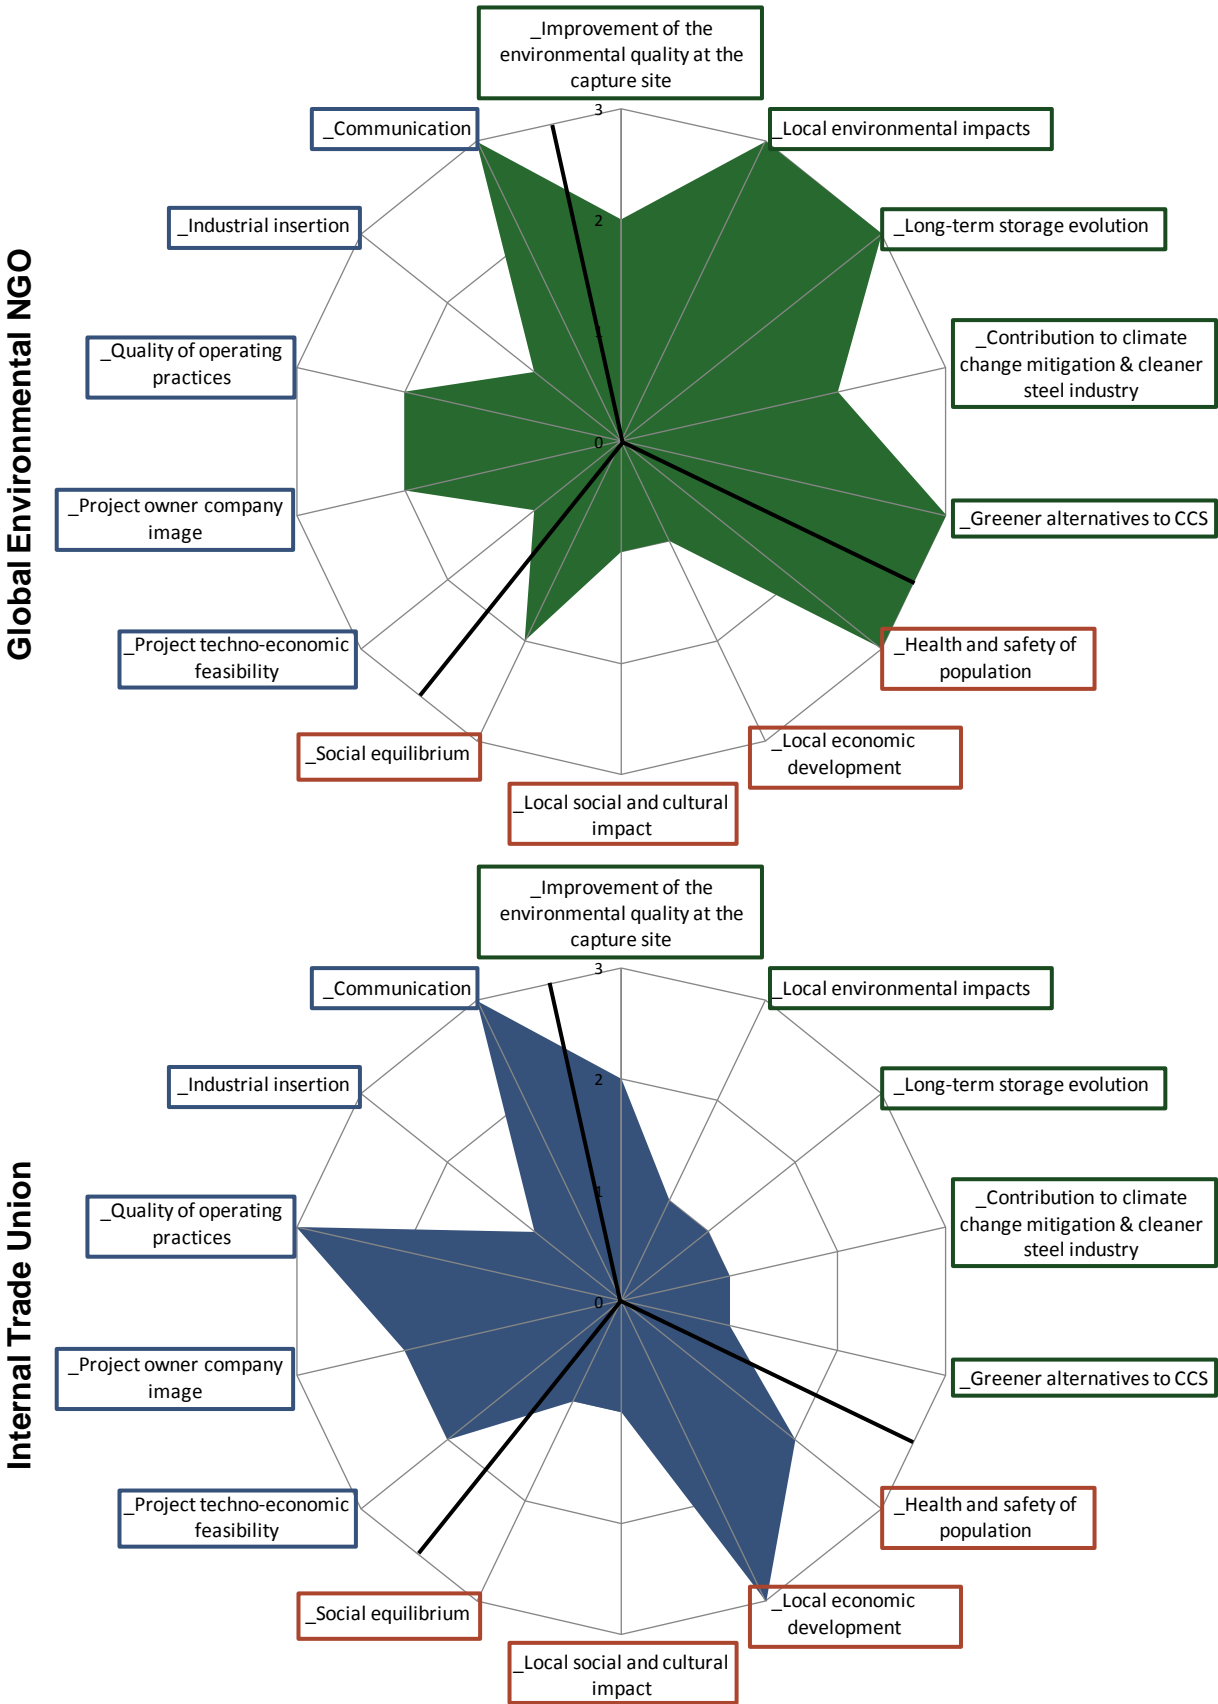 Global Environmental NGO
_Improvement of the
environmental quality at the
capture site
3
_Communication
_Local environmental impacts
_Industrial insertion
2
_Long-term storage evolution
1
_Quality of operating
practices
_Contribution to climate
change mitigation & cleaner
steel industry
0
_Project owner company
image
_Greener alternatives to CCS
_Project techno-economic
feasibility
_Health and safety of
population
_Social equilibrium
_Local economic
development
_Local social and cultural
impact
Internal Trade Union
_Improvement of the
environmental quality at the
capture site
3
_Communication
_Local environmental impacts
_Industrial insertion
2
_Long-term storage evolution
1
_Quality of operating
practices
_Contribution to climate
change mitigation & cleaner
steel industry
0
_Project owner company
image
_Greener alternatives to CCS
_Project techno-economic
feasibility
_Health and safety of
population
_Social equilibrium
_Local economic
development
_Local social and cultural
impact